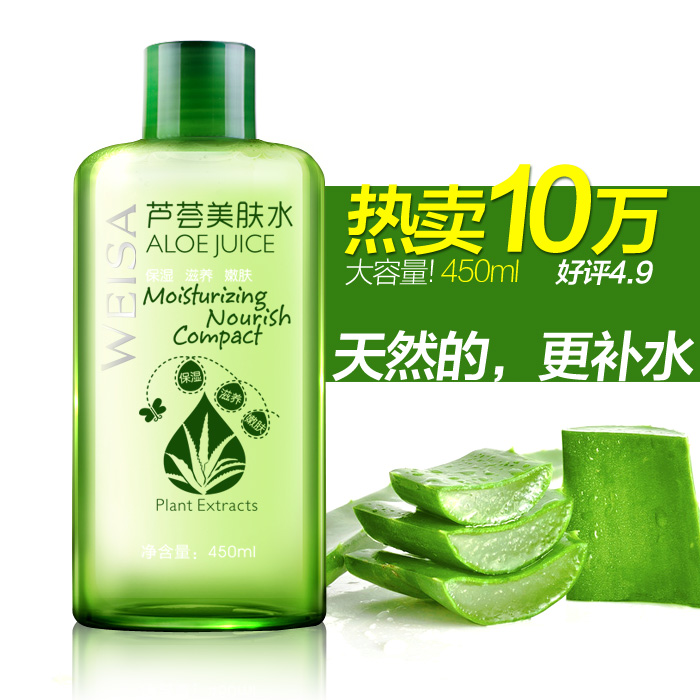 WEISA
芦荟美肤水
ALOE JUICE
保湿 滋养 嫩肤
Moisturizing
Nourish
Compact
保湿
滋养
嫩肤
Plant Extracts
净含量：450ml
热卖10万
大容量! 450ml 好评4.9
天然的，更补水